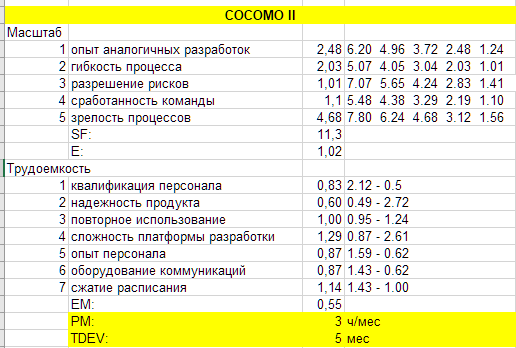 COCOMO II
Масштаб
1 опыт аналогичных разработок 2,48 6.20 4.96 3.72 2.48 1.24
2 гибкость процесса 2,03 5.07 4.05 3.04 2.03 1.01
3 разрешение рисков 1,01 7.07 5.65 4.24 2.83 1.41
4 сработанность команды 1,1 5.48 4.38 3.29 2.19 1.10
5 зрелость процессов 4,68 7.80 6.24 4.68 3.12 1.56
SF: 11,3
E: 1,02
Трудоемкость
1 квалификация персонала 0,83 2.12 - 0.5
2 надежность продукта 0,60 0.49 - 2.72
3 повторное использование 1,00 0.95 - 1.24
4 сложность платформы разработки 1,29 0.87 - 2.61
5 опыт персонала 0,87 1.59 - 0.62
6 оборудование коммуникаций 0,87 1.43 - 0.62
7 сжатие расписания 1,14 1.43 - 1.00
EM: 0,55
PM: 3 ч/мес
TDEV: 5 мес